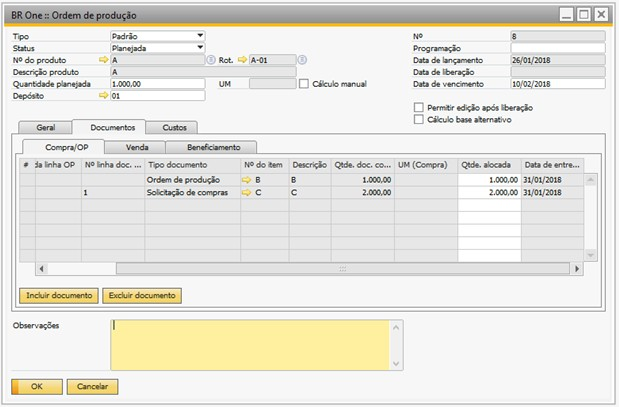 BR One :: Ordem de produção
Tipo Padrão Nº 8
Status Planejada Programação
Nº do produto A Rot. A-01 Data de lançamento 26/01/2018
Descrição produto A Data de liberação
Quantidade planejada 1.000,00 UM Cálculo manual Data de vencimento 10/02/2018
Depósito 01
Permitir edição após liberação
Cálculo base alternativo
Geral Documentos Custos
Compra/OP Venda Beneficiamento
# da linha OP Nº linha doc. ... Tipo documento Nº do item Descrição Qtde. doc. co... UM (Compra) Qtde. alocada Data de entre...
Ordem de produção B B 1.000,00 1.000,00 31/01/2018
1 Solicitação de compras C C 2.000,00 2.000,00 31/01/2018
Incluir documento Excluir documento
Observações
OK Cancelar